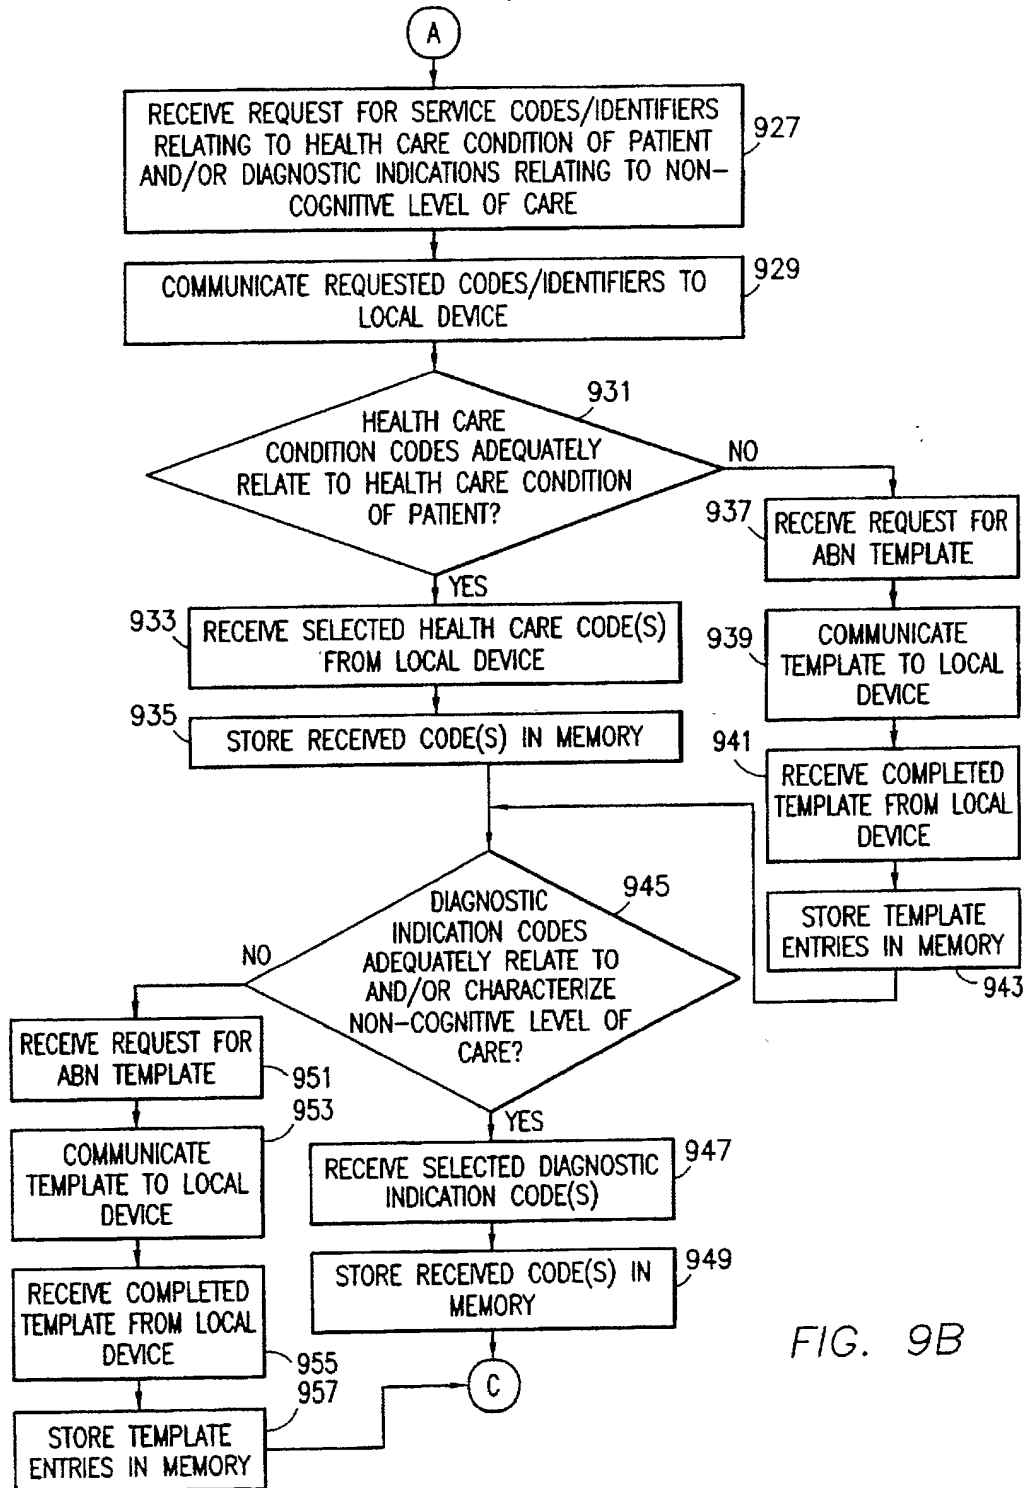 A
RECEIVE REQUEST FOR SERVICE CODES/IDENTIFIERS
RELATING TO HEALTH CARE CONDITION OF PATIENT
AND/OR DIAGNOSTIC INDICATIONS RELATING TO NON-
COGNITIVE LEVEL OF CARE
927
COMMUNICATE REQUESTED CODES/IDENTIFIERS TO
LOCAL DEVICE
929
HEALTH CARE
CONDITION CODES ADEQUATELY
RELATE TO HEALTH CARE CONDITION
OF PATIENT?
931
NO
YES
933
RECEIVE SELECTED HEALTH CARE CODE(S)
FROM LOCAL DEVICE
935
STORE RECEIVED CODE(S) IN MEMORY
937
RECEIVE REQUEST FOR
ABN TEMPLATE
939
COMMUNICATE
TEMPLATE TO LOCAL
DEVICE
941
RECEIVE COMPLETED
TEMPLATE FROM LOCAL
DEVICE
STORE TEMPLATE
ENTRIES IN MEMORY
943
DIAGNOSTIC
INDICATION CODES
ADEQUATELY RELATE TO
AND/OR CHARACTERIZE
NON-COGNITIVE LEVEL OF
CARE?
945
NO
YES
RECEIVE REQUEST FOR
ABN TEMPLATE
951
953
COMMUNICATE
TEMPLATE TO LOCAL
DEVICE
RECEIVE COMPLETED
TEMPLATE FROM LOCAL
DEVICE
955
957
STORE TEMPLATE
ENTRIES IN MEMORY
RECEIVE SELECTED DIAGNOSTIC
INDICATION CODE(S)
947
STORE RECEIVED CODE(S) IN
MEMORY
949
C
FIG. 9B